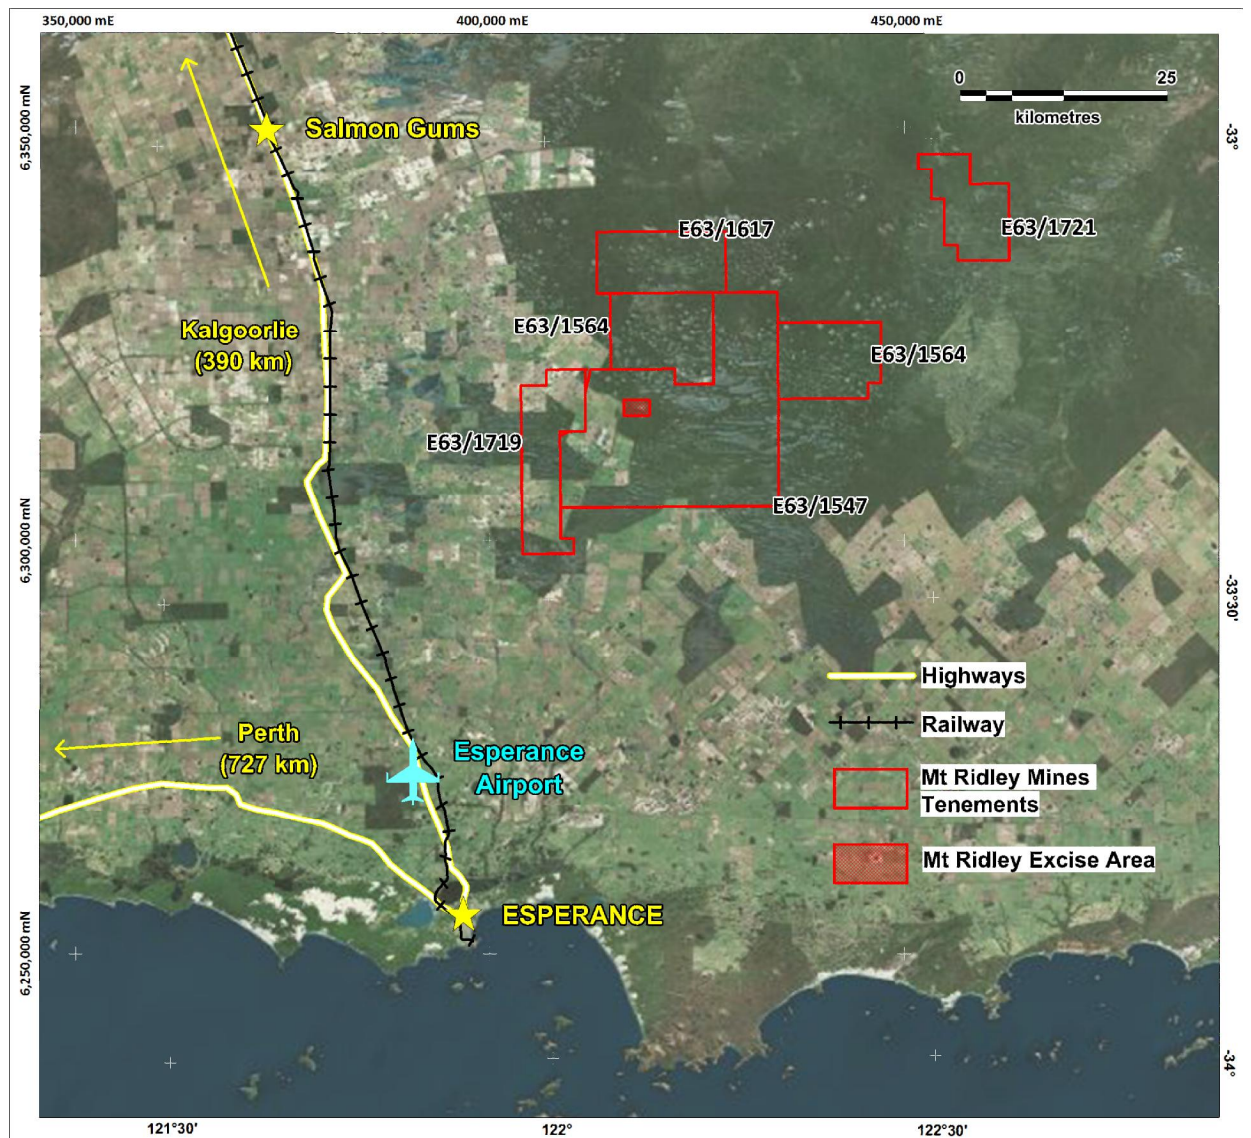 350,000 mE
400,000 mE
450,000 mE
0
25
kilometres
6,350,000 mN
-33°
Salmon Gums
E63/1617
E63/1721
Kalgoorlie
(390 km)
E63/1564
E63/1564
E63/1719
E63/1547
6,300,000 mN
-33°30'
Highways
Railway
Perth
(727 km)
Esperance
Airport
Mt Ridley Mines
Tenements
Mt Ridley Excise Area
ESPERANCE
6,250,000 mN
-34°
121°30'
122°
122°30'